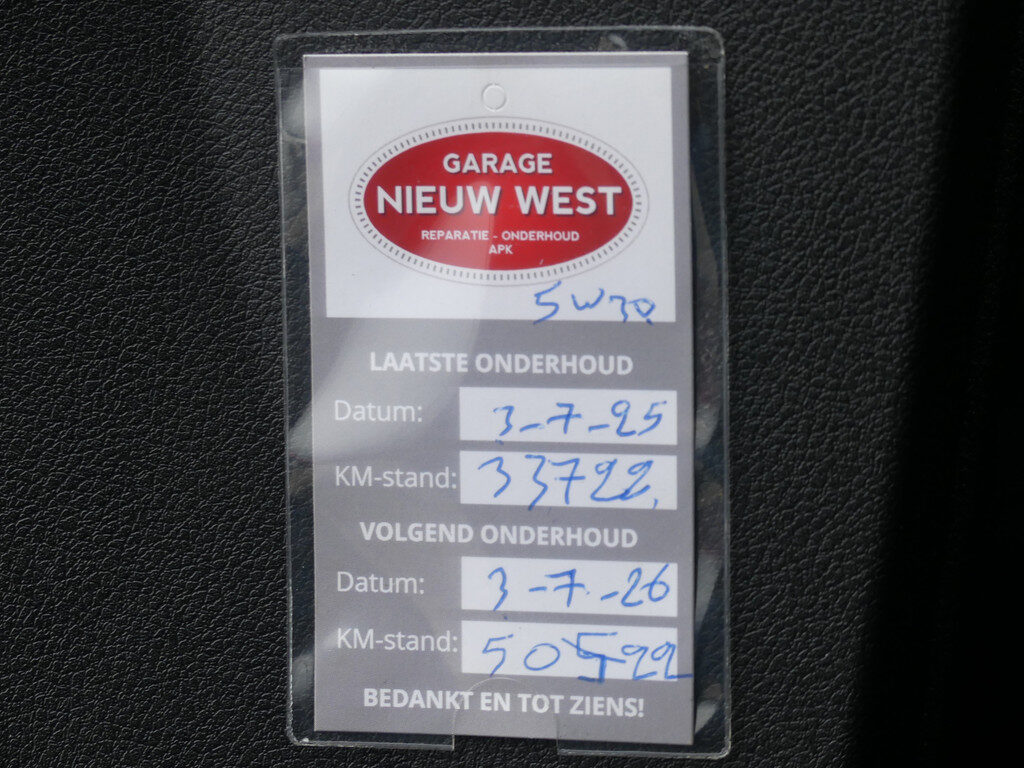 GARAGE
NIEUW WEST
REPARATIE - ONDERHOUD
APK
5W30
LAATSTE ONDERHOUD
Datum: 3-7-25
KM-stand: 33722
VOLGEND ONDERHOUD
Datum: 3-7-26
KM-stand:
BEDANKT EN TOT ZIENS!